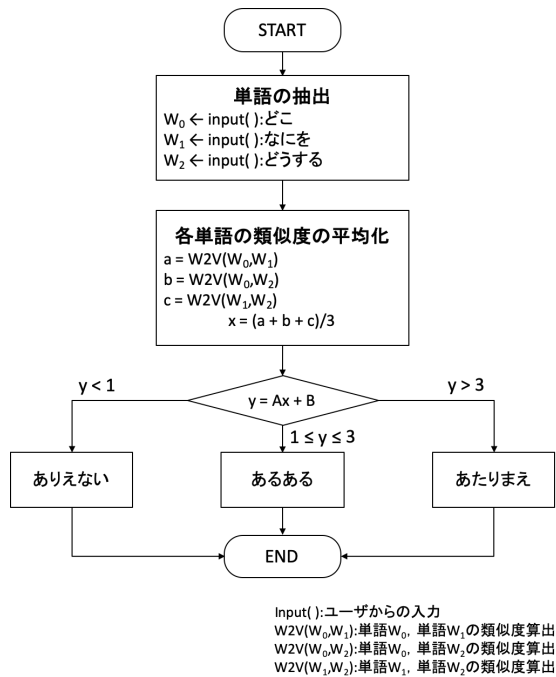 START
単語の抽出
W₀ ← input( ):どこ
W₁ ← input( ):なにを
W₂ ← input( ):どうする
各単語の類似度の平均化
a = W2V(W₀,W₁)
b = W2V(W₀,W₂)
c = W2V(W₁,W₂)
x = (a + b + c)/3
y < 1
y = Ax + B
y > 3
1 ≤ y ≤ 3
ありえない
あるある
あたりまえ
END
Input( ):ユーザからの入力
W2V(W₀,W₁):単語W₀, 単語W₁の類似度算出
W2V(W₀,W₂):単語W₀, 単語W₂の類似度算出
W2V(W₁,W₂):単語W₁, 単語W₂の類似度算出